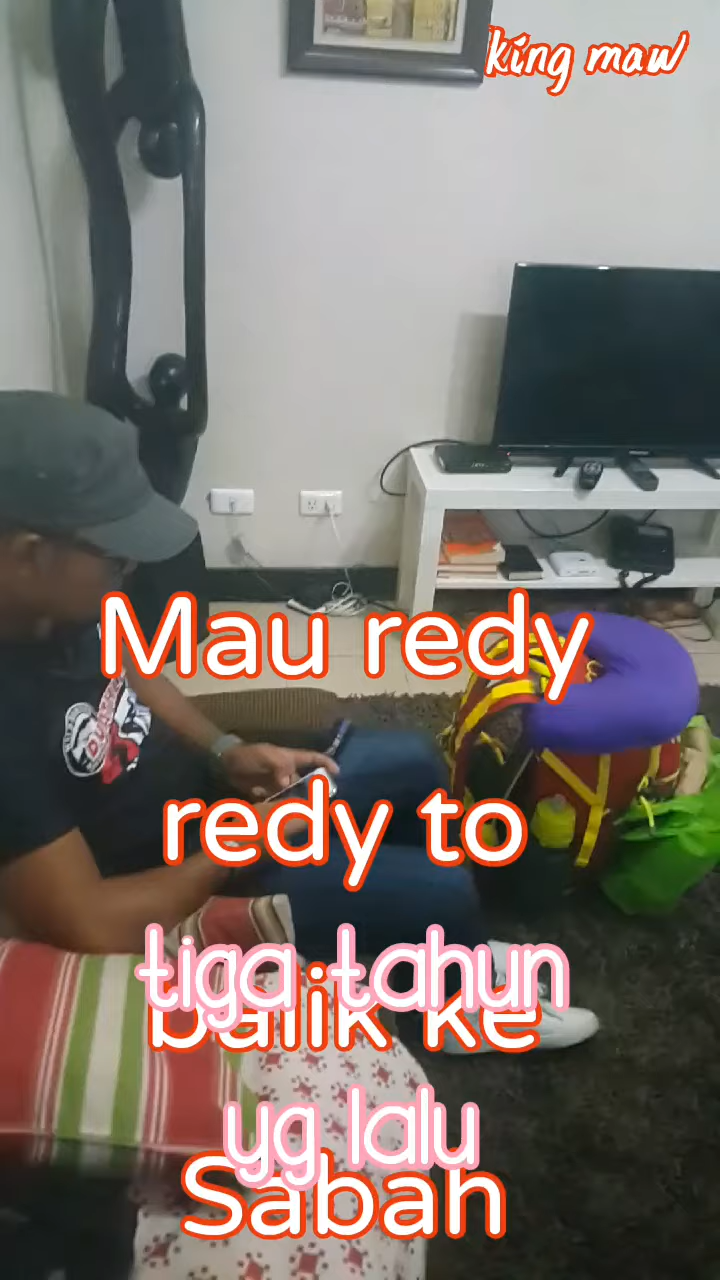 king maw
Mau redy
redy to
tiga tahun
balik ke
yg lalu
Sabah